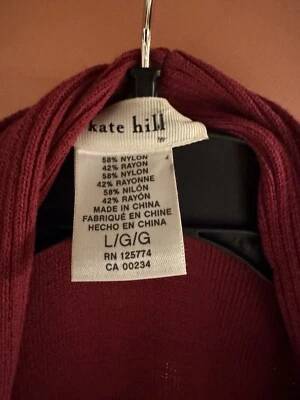 kate hill
58% NYLON
42% RAYON
58% NYLON
42% RAYONNE
58% NILÓN
42% RAYÓN
MADE IN CHINA
FABRIQUÉ EN CHINE
HECHO EN CHINA
L/G/G
RN 125774
CA 00234